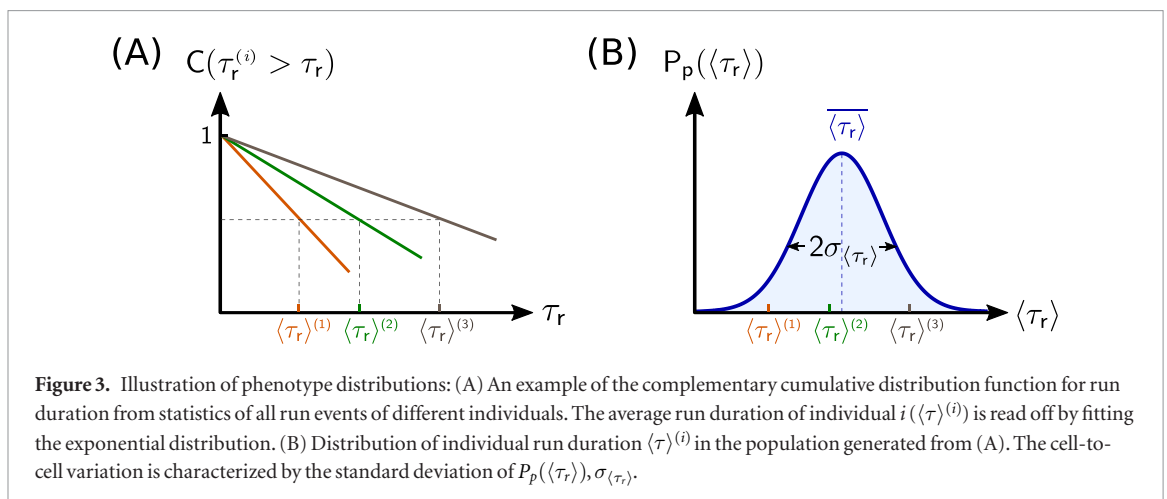 (A) C(τᵣ⁽ⁱ⁾ > τᵣ)
1
⟨τᵣ⟩⁽¹⁾ ⟨τᵣ⟩⁽²⁾ ⟨τᵣ⟩⁽³⁾ τᵣ
(B) Pₚ(⟨τᵣ⟩)
⟨τᵣ⟩
2σ⟨τᵣ⟩
⟨τᵣ⟩⁽¹⁾ ⟨τᵣ⟩⁽²⁾ ⟨τᵣ⟩⁽³⁾ ⟨τᵣ⟩
Figure 3. Illustration of phenotype distributions: (A) An example of the complementary cumulative distribution function for run
duration from statistics of all run events of different individuals. The average run duration of individual i (⟨τ⟩⁽ⁱ⁾) is read off by fitting
the exponential distribution. (B) Distribution of individual run duration ⟨τ⟩⁽ⁱ⁾ in the population generated from (A). The cell-to-
cell variation is characterized by the standard deviation of Pₚ(⟨τᵣ⟩), σ⟨τᵣ⟩.